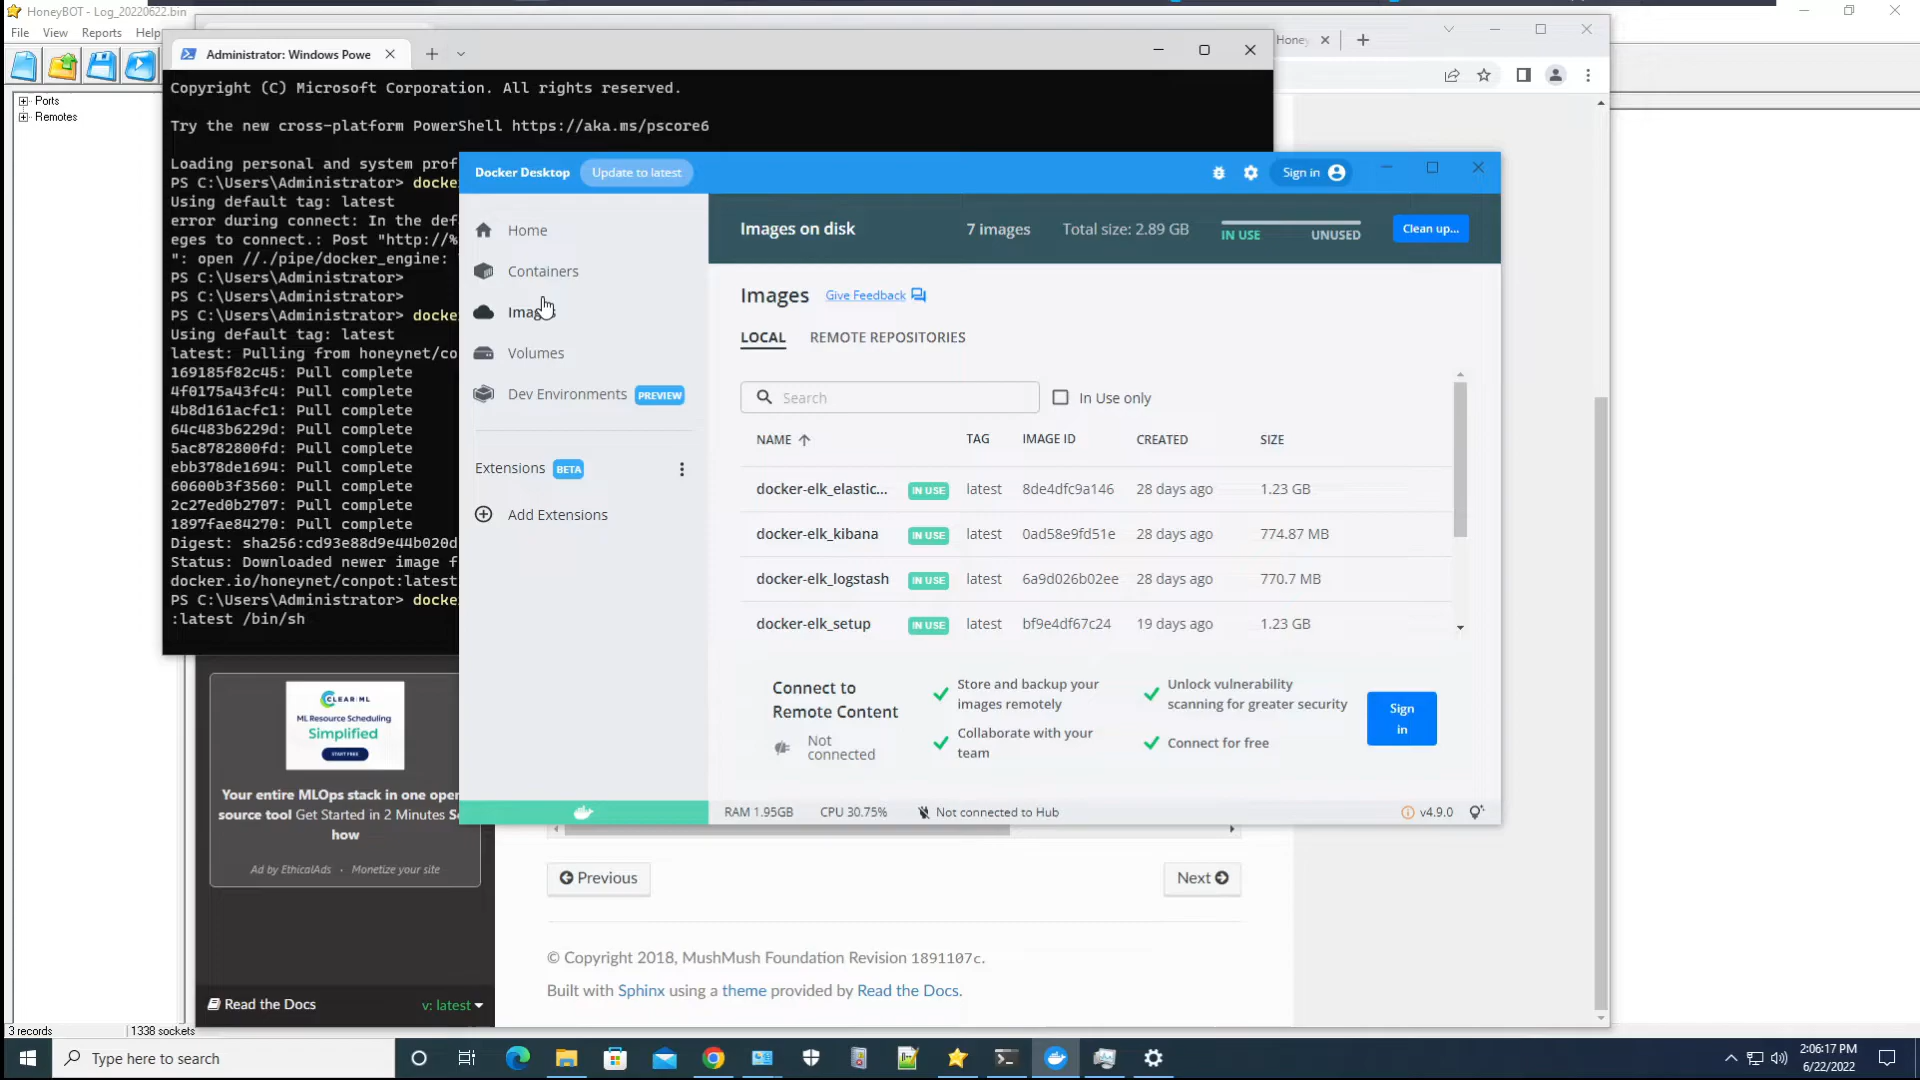 HoneyBOT - Log_20220622.bin
File View Reports Help
Ports
Remotes
3 records
1338 sockets
Administrator: Windows Powe
Copyright (C) Microsoft Corporation. All rights reserved.
Try the new cross-platform PowerShell https://aka.ms/pscore6
Loading personal and system prof
PS C:\Users\Administrator> docke
Using default tag: latest
error during connect: In the def
eges to connect.: Post "http://%
": open //./pipe/docker_engine:
PS C:\Users\Administrator>
PS C:\Users\Administrator>
PS C:\Users\Administrator> docke
Using default tag: latest
latest: Pulling from honeynet/co
169185f82c45: Pull complete
4f0175a43fc4: Pull complete
4b8d161acfc1: Pull complete
64c483b6229d: Pull complete
5ac8782800fd: Pull complete
ebb378de1694: Pull complete
60600b3f3560: Pull complete
2c27ed0b2707: Pull complete
1897fae84270: Pull complete
Digest: sha256:cd93e88d9e44b020d
Status: Downloaded newer image f
docker.io/honeynet/conpot:latest
PS C:\Users\Administrator> docke
:latest /bin/sh
Honey
Docker Desktop
Update to latest
Sign in
Home
Containers
Images
Volumes
Dev Environments PREVIEW
Extensions BETA
Add Extensions
Images on disk
7 images
Total size: 2.89 GB
IN USE
UNUSED
Clean up...
Images
Give Feedback
LOCAL
REMOTE REPOSITORIES
Search
In Use only
NAME TAG IMAGE ID CREATED SIZE
docker-elk_elastic... IN USE latest 8de4dfc9a146 28 days ago 1.23 GB
docker-elk_kibana IN USE latest 0ad58e9fd51e 28 days ago 774.87 MB
docker-elk_logstash IN USE latest 6a9d026b02ee 28 days ago 770.7 MB
docker-elk_setup IN USE latest bf9e4df67c24 19 days ago 1.23 GB
Connect to
Remote Content
Not
connected
Store and backup your
images remotely
Collaborate with your
team
Unlock vulnerability
scanning for greater security
Connect for free
Sign
in
RAM 1.95GB
CPU 30.75%
Not connected to Hub
v4.9.0
CLEAR ML
ML Resource Scheduling
Simplified
START FREE
Your entire MLOps stack in one open
source tool Get Started in 2 Minutes S
how
Ad by EthicalAds · Monetize your site
Read the Docs
v: latest
Previous
Next
© Copyright 2018, MushMush Foundation Revision 1891107c.
Built with Sphinx using a theme provided by Read the Docs.
Type here to search
2:06:17 PM
6/22/2022